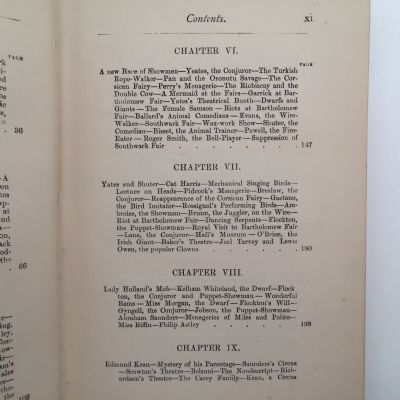 Contents.
xi
CHAPTER VI.
PAGE
A new Race of Showmen—Yeates, the Conjuror—The Turkish
Rope-Walker—Pan and the Oronutu Savage—The Cor-
sican Fairy—Perry's Menagerie—The Riobiscay and the
Double Cow—A Mermaid at the Fairs—Garrick at Bar-
tholomew Fair—Yates's Theatrical Booth—Dwarfs and
Giants—The Female Samson—Riots at Bartholomew
Fair—Ballard's Animal Comedians—Evans, the Wire-
Walker—Southwark Fair—Wax-work Show—Shuter, the
Comedian—Bisset, the Animal Trainer—Powell, the Fire-
Eater—Roger Smith, the Bell-Player—Suppression of
Southwark Fair . . . . . . 147
CHAPTER VII.
Yates and Shuter—Cat Harris—Mechanical Singing Birds—
Lecture on Heads—Pidcock's Menagerie—Breslaw, the
Conjuror—Reappearance of the Corsican Fairy—Gaetano,
the Bird Imitator—Rossignol's Performing Birds—Am-
broise, the Showman—Brunn, the Juggler, on the Wire—
Riot at Bartholomew Fair—Dancing Serpents—Flockton,
the Puppet-Showman—Royal Visit to Bartholomew Fair
—Lane, the Conjuror—Hall's Museum—O'Brien, the
Irish Giant—Baker's Theatre—Joel Tarvey and Lewis
Owen, the popular Clowns . . . . 180
CHAPTER VIII.
Lady Holland's Mob—Kelham Whiteland, the Dwarf—Flock
ton, the Conjuror and Puppet-Showman—Wonderful
Rams—Miss Morgan, the Dwarf—Flockton's Will—
Gyngell, the Conjuror—Jobson, the Puppet-Showman—
Abraham Saunders—Menageries of Miles and Polito—
Miss Biffin—Philip Astley . . . . 198
CHAPTER IX.
Edmund Kean—Mystery of his Parentage—Saunders's Circus
—Scowton's Theatre—Belzoni—The Nondescript—Rich-
ardson's Theatre—The Carey Family—Kean, a Circus
36
66